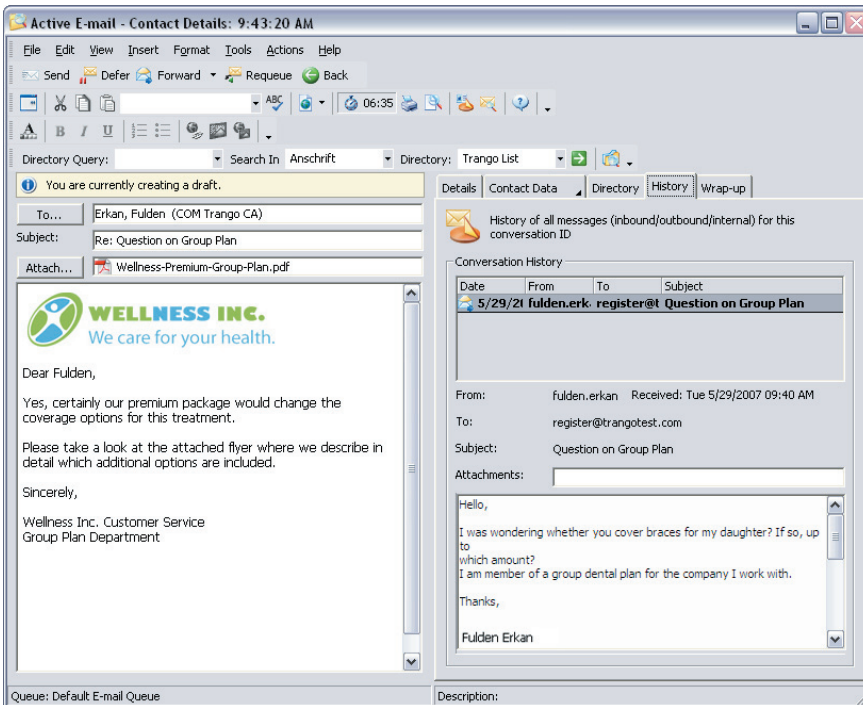 Active E-mail - Contact Details: 9:43:20 AM
File Edit View Insert Format Tools Actions Help
Send Defer Forward Requeue Back
ABC 06:35
A B I U
Directory Query: Search In Anschrift Directory: Trango List
You are currently creating a draft.
To... Erkan, Fulden (COM Trango CA)
Subject: Re: Question on Group Plan
Attach... Wellness-Premium-Group-Plan.pdf
WELLNESS INC.
We care for your health.
Dear Fulden,
Yes, certainly our premium package would change the
coverage options for this treatment.
Please take a look at the attached flyer where we describe in
detail which additional options are included.
Sincerely,
Wellness Inc. Customer Service
Group Plan Department
Queue: Default E-mail Queue
Details Contact Data Directory History Wrap-up
History of all messages (inbound/outbound/internal) for this
conversation ID
Conversation History
Date From To Subject
5/29/2( fulden.erk. register@t Question on Group Plan
From: fulden.erkan Received: Tue 5/29/2007 09:40 AM
To: register@trangotest.com
Subject: Question on Group Plan
Attachments:
Hello,
I was wondering whether you cover braces for my daughter? If so, up
to
which amount?
I am member of a group dental plan for the company I work with.
Thanks,
Fulden Erkan
Description: